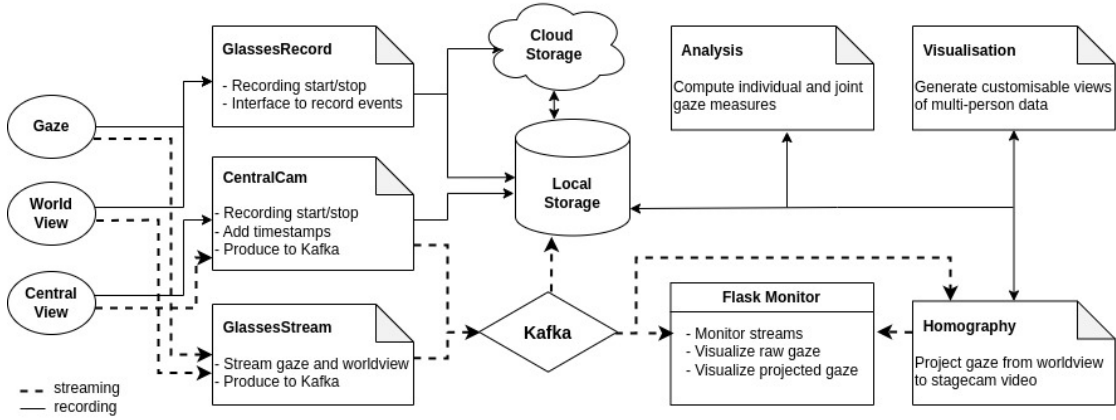 GlassesRecord
- Recording start/stop
- Interface to record events
Cloud
Storage
Analysis
Compute individual and joint
gaze measures
Visualisation
Generate customisable views
of multi-person data
Gaze
World
View
Central
View
CentralCam
- Recording start/stop
- Add timestamps
- Produce to Kafka
Local
Storage
GlassesStream
- Stream gaze and worldview
- Produce to Kafka
Kafka
Flask Monitor
- Monitor streams
- Visualize raw gaze
- Visualize projected gaze
Homography
Project gaze from worldview
to stagecam video
streaming
recording